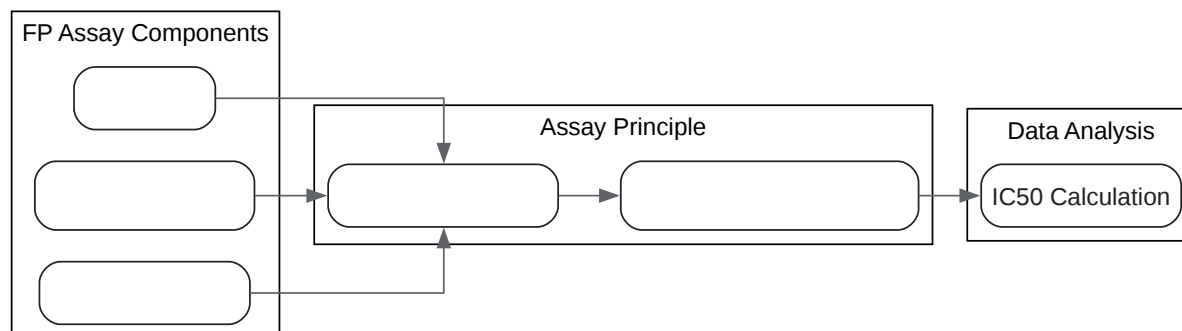 FP Assay Components
Assay Principle
Data Analysis
IC50 Calculation